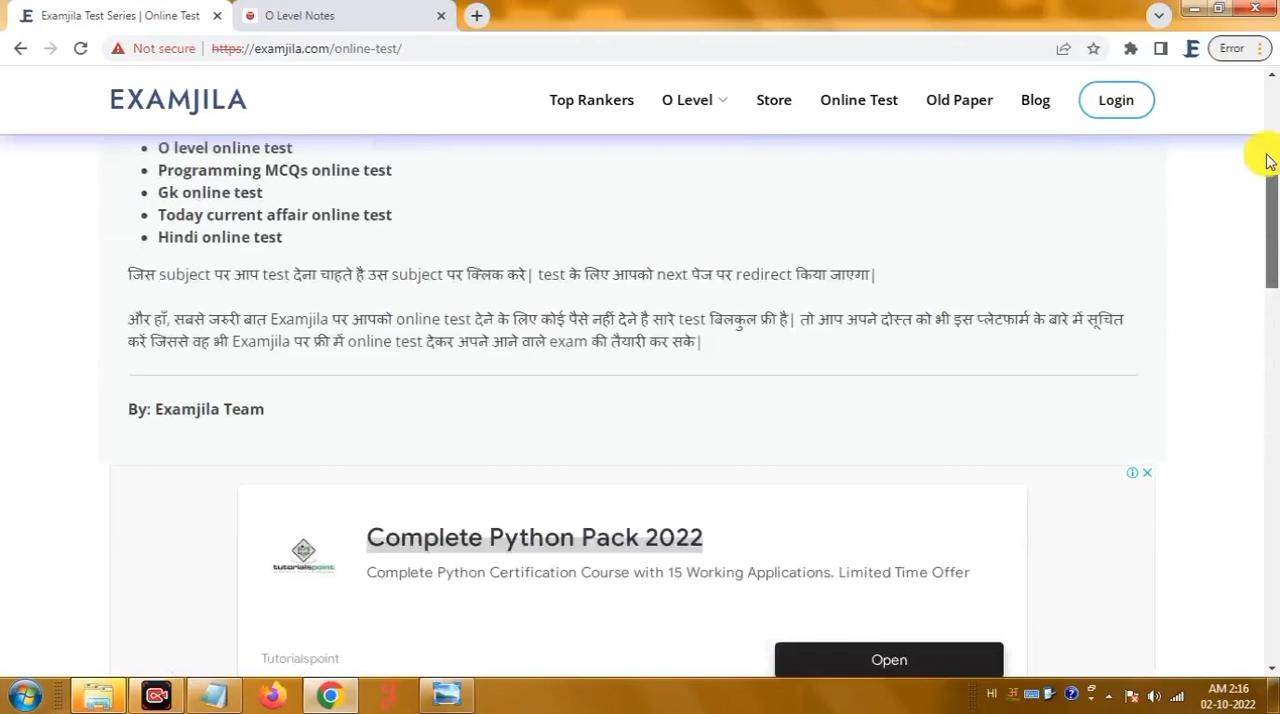 Examjila Test Series | Online Test
O Level Notes
Not secure
https://examjila.com/online-test/
Error
EXAMJILA
Top Rankers
O Level
Store
Online Test
Old Paper
Blog
Login
O level online test
Programming MCQs online test
Gk online test
Today current affair online test
Hindi online test
जिस subject पर आप test देना चाहते है उस subject पर क्लिक करे| test के लिए आपको next पेज पर redirect किया जाएगा|
और हाँ, सबसे जरुरी बात Examjila पर आपको online test देने के लिए कोई पैसे नहीं देने है सारे test बिलकुल फ्री है| तो आप अपने दोस्त को भी इस प्लेटफार्म के बारे में सूचित
करें जिससे वह भी Examjila पर फ्री में online test देकर अपने आने वाले exam की तैयारी कर सके|
By: Examjila Team
Complete Python Pack 2022
tutorialspoint
Complete Python Certification Course with 15 Working Applications. Limited Time Offer
Tutorialspoint
Open
HI
AM 2:16
02-10-2022